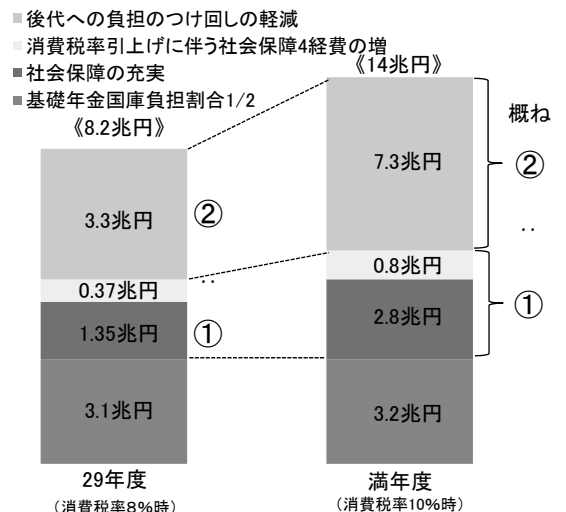 後代への負担のつけ回しの軽減
消費税率引上げに伴う社会保障4経費の増
社会保障の充実
基礎年金国庫負担割合1/2
《8.2兆円》
《14兆円》
概ね
3.3兆円
②
7.3兆円
②
0.37兆円
‥
0.8兆円
‥
1.35兆円
①
2.8兆円
①
3.1兆円
3.2兆円
29年度
満年度
(消費税率8%時)
(消費税率10%時)